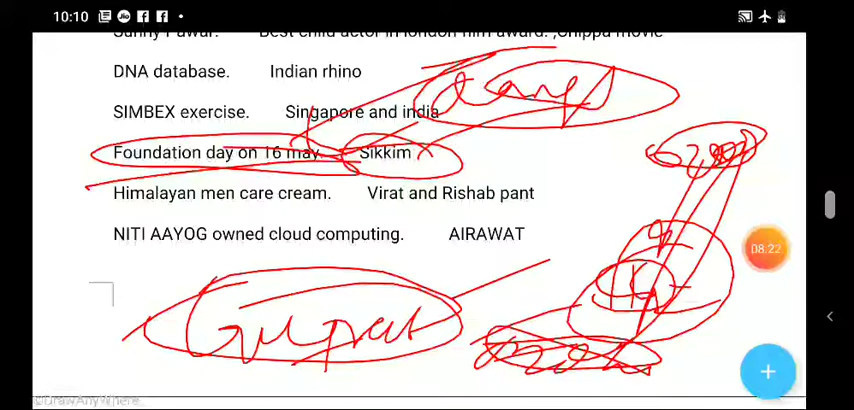 10:10
Sunny Pawar. Best child actor in london film award. ,Chippa movie
DNA database. Indian rhino
SIMBEX exercise. Singapore and india
Foundation day on 16 may Sikkim
Himalayan men care cream. Virat and Rishab pant
NITI AAYOG owned cloud computing. AIRAWAT
08:22
©DrawAnyWhere.